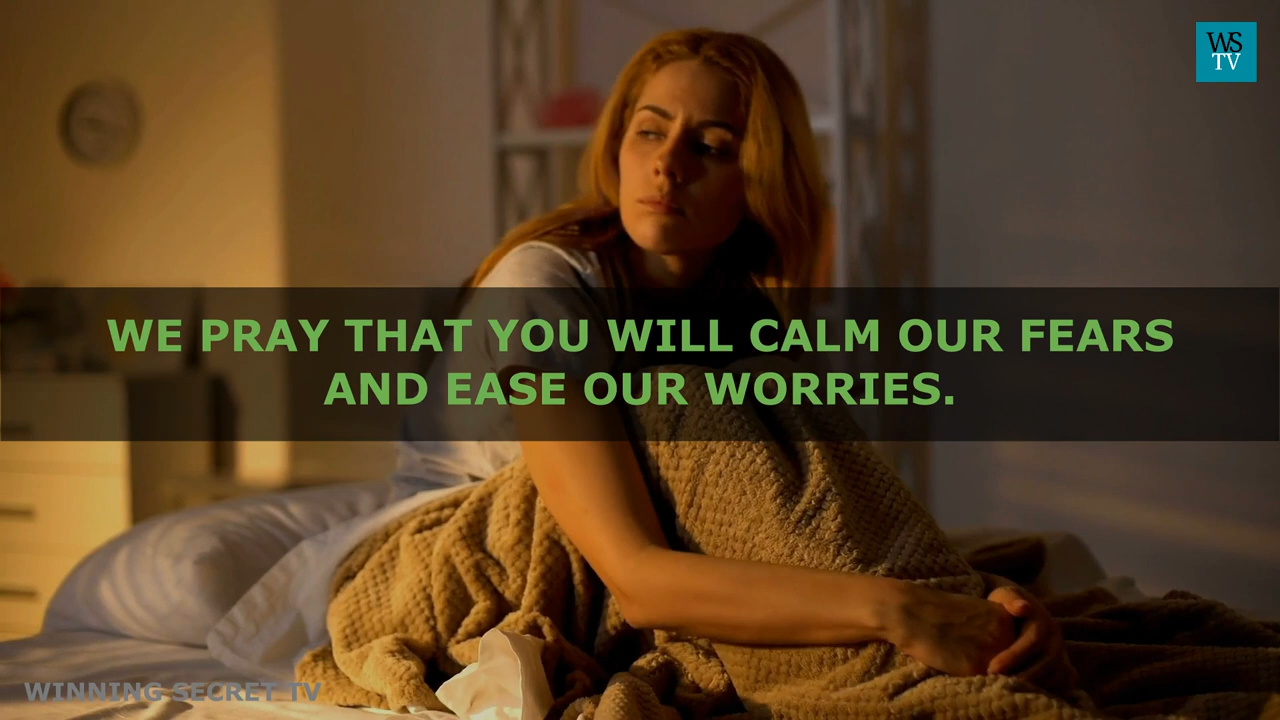 WS
TV
WE PRAY THAT YOU WILL CALM OUR FEARS
AND EASE OUR WORRIES.
WINNING SECRET TV